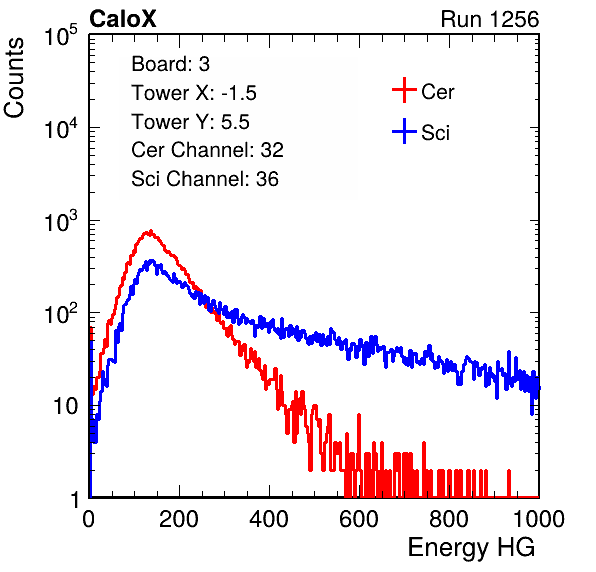 CaloX Run 1256
Counts
Board: 3
Tower X: -1.5
Tower Y: 5.5
Cer Channel: 32
Sci Channel: 36
Cer
Sci
10^5
10^4
10^3
10^2
10
1
0 200 400 600 800 1000
Energy HG